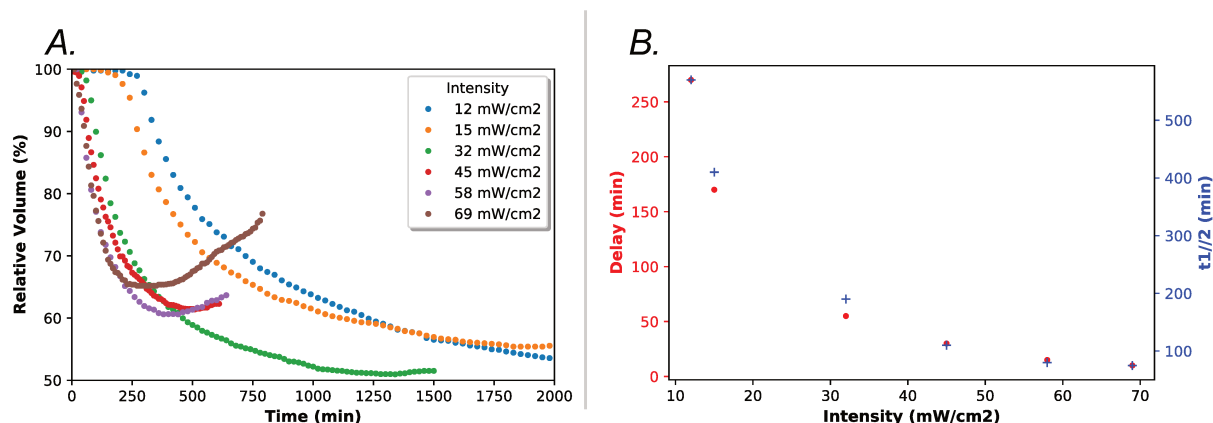 A.
100
90
80
70
60
50
Relative Volume (%)
0
250
500
750
1000
1250
1500
1750
2000
Time (min)
Intensity
12 mW/cm2
15 mW/cm2
32 mW/cm2
45 mW/cm2
58 mW/cm2
69 mW/cm2
B.
250
200
150
100
50
0
Delay (min)
10
20
30
40
50
60
70
Intensity (mW/cm2)
500
400
300
200
100
t1//2 (min)